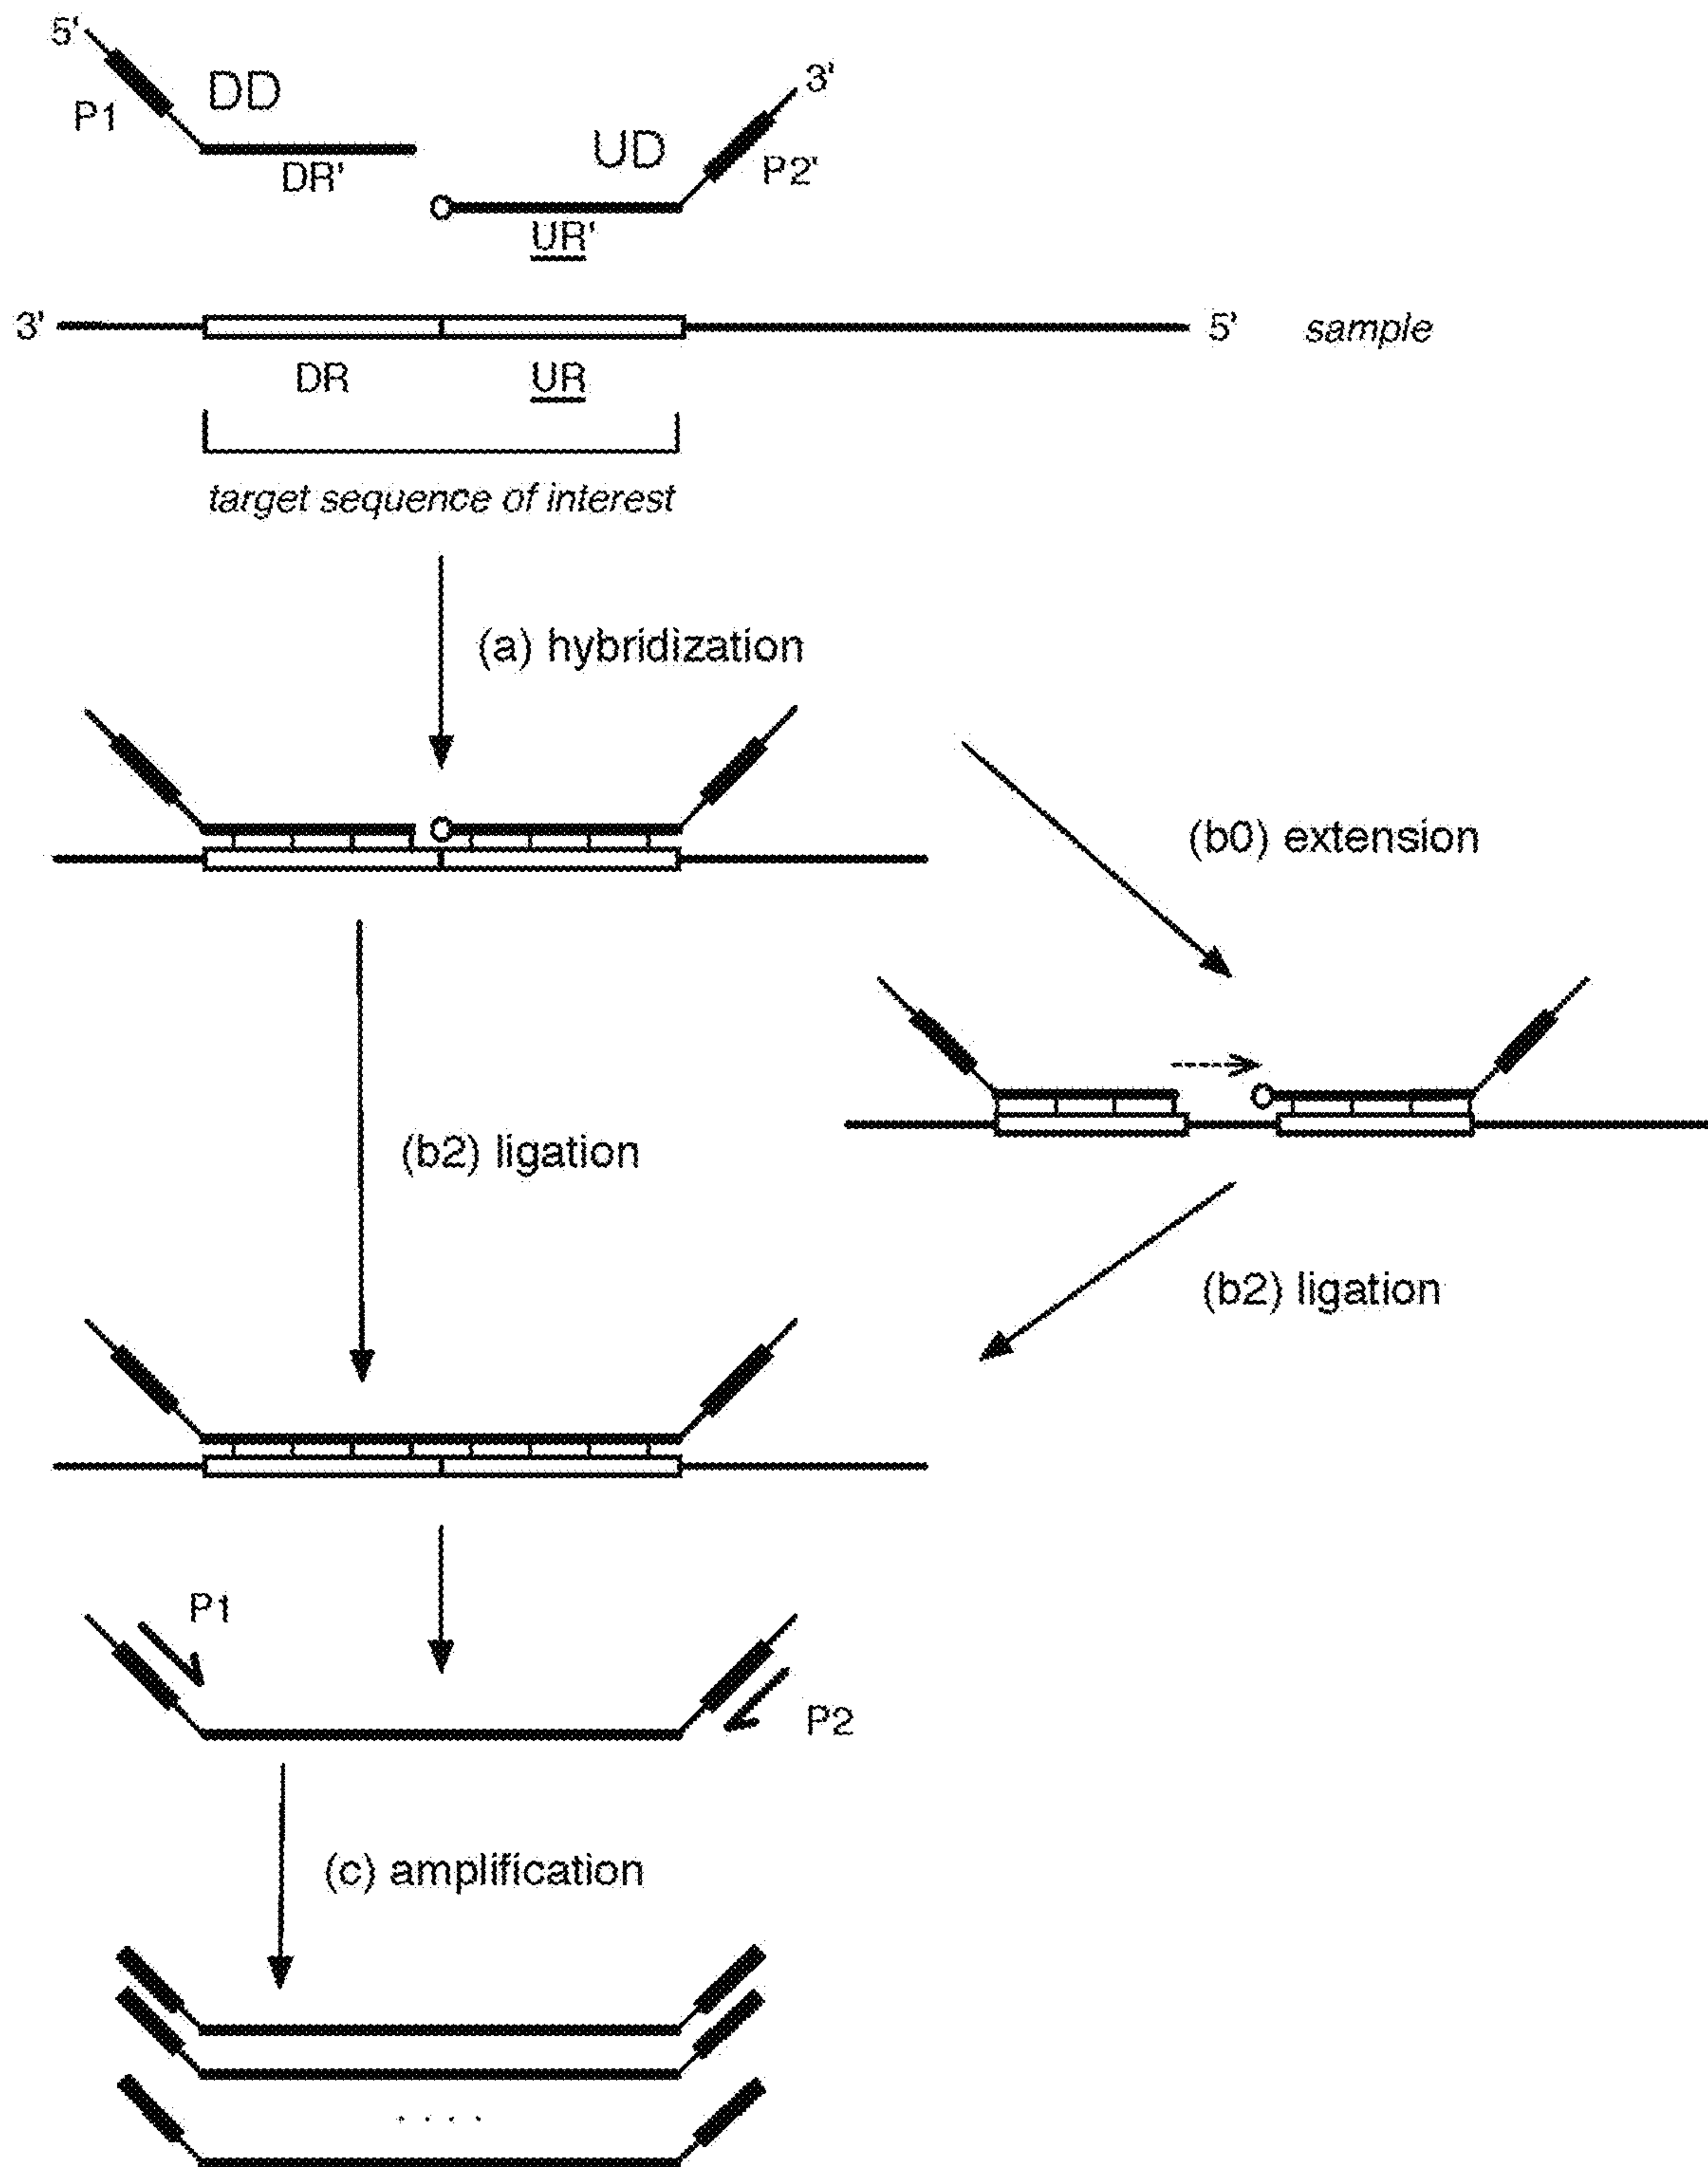 5'
DD
3'
P1
UD
P2'
DR'
UR'
3'
5' sample
DR UR
target sequence of interest
(a) hybridization
(b0) extension
(b2) ligation
(b2) ligation
P1
P2
(c) amplification
. . . .